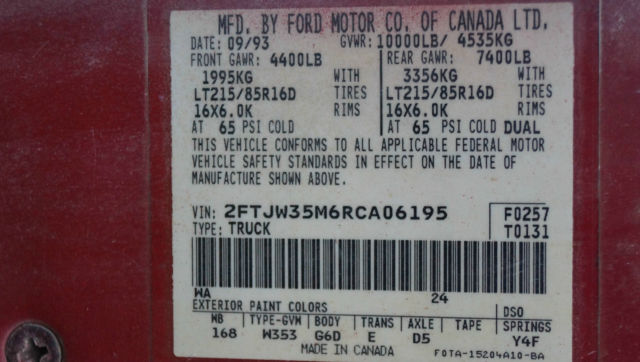 MFD. BY FORD MOTOR CO. OF CANADA LTD.
DATE: 09/93 GVWR: 10000LB/ 4535KG
FRONT GAWR: 4400LB REAR GAWR: 7400LB
1995KG WITH 3356KG WITH
LT215/85R16D TIRES LT215/85R16D TIRES
16X6.0K RIMS 16X6.0K RIMS
AT 65 PSI COLD AT 65 PSI COLD DUAL
THIS VEHICLE CONFORMS TO ALL APPLICABLE FEDERAL MOTOR
VEHICLE SAFETY STANDARDS IN EFFECT ON THE DATE OF
MANUFACTURE SHOWN ABOVE.
VIN: 2FTJW35M6RCA06195 F0257
TYPE: TRUCK T0131
WA 24
EXTERIOR PAINT COLORS DSO
WB TYPE-GVM BODY TRANS AXLE TAPE SPRINGS
168 W353 G6D E D5 Y4F
MADE IN CANADA F0TA-15204A10-BA